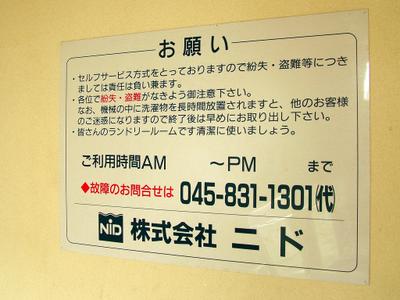 お願い
・セルフサービス方式をとっておりますので紛失・盗難等につき
ましては責任は負い兼ます。
・各位で紛失・盗難がなきよう御注意下さい。
なお、機械の中に洗濯物を長時間放置されますと、他のお客様
のご迷惑になりますので終了後は早めにお取り出し下さい。
・皆さんのランドリールームです清潔に使いましょう。
ご利用時間AM ～PM まで
◆故障のお問合せは 045-831-1301(代)
NiD 株式会社 ニド